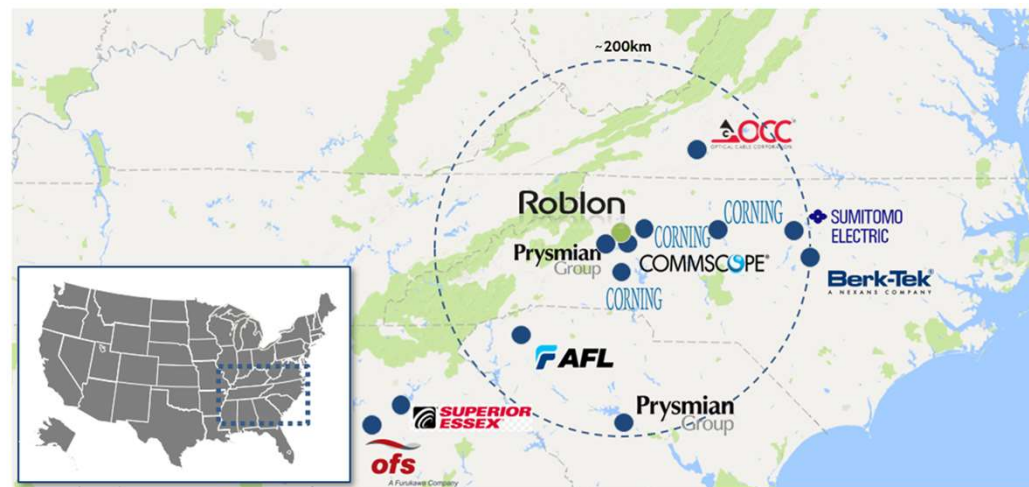 ~200km
OCC
OPTICAL CABLE CORPORATION
Roblon
CORNING
SUMITOMO
ELECTRIC
Prysmian
Group
CORNING
COMMSCOPE®
Berk-Tek®
A NEXANS COMPANY
CORNING
AFL
Prysmian
Group
SUPERIOR
ESSEX
ofs
A Furukawa Company